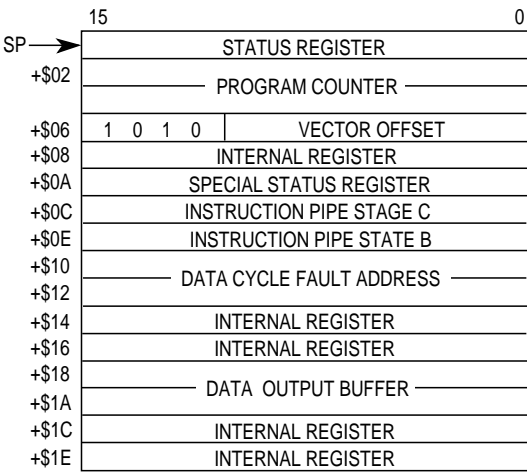 15 0
SP STATUS REGISTER
+$02 PROGRAM COUNTER
+$06 1 0 1 0 VECTOR OFFSET
+$08 INTERNAL REGISTER
+$0A SPECIAL STATUS REGISTER
+$0C INSTRUCTION PIPE STAGE C
+$0E INSTRUCTION PIPE STATE B
+$10
DATA CYCLE FAULT ADDRESS
+$12
+$14 INTERNAL REGISTER
+$16 INTERNAL REGISTER
+$18
DATA OUTPUT BUFFER
+$1A
+$1C INTERNAL REGISTER
+$1E INTERNAL REGISTER